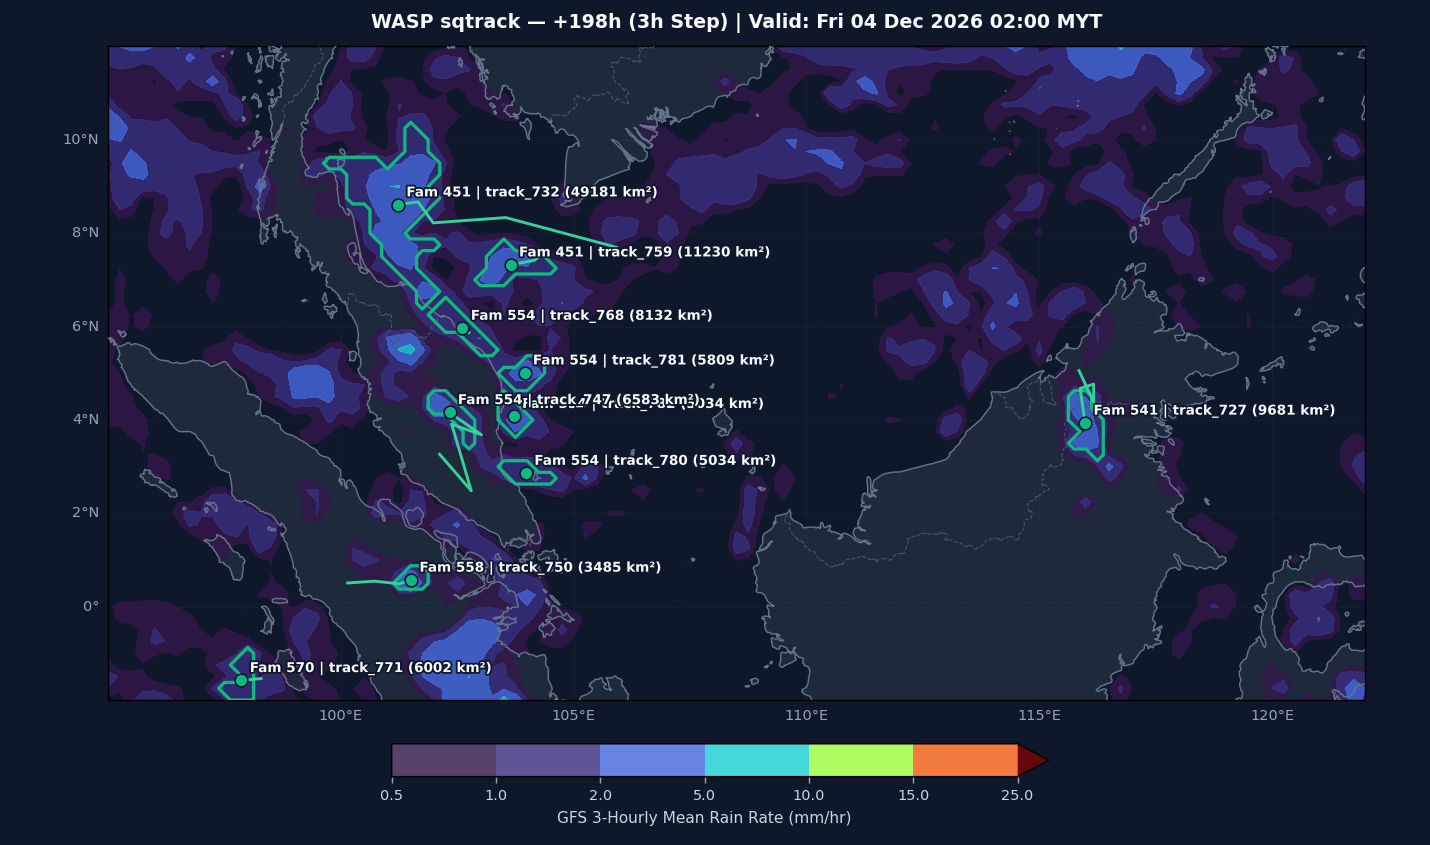 WASP sqtrack — +198h (3h Step) | Valid: Fri 04 Dec 2026 02:00 MYT
10°N
8°N
6°N
4°N
2°N
0°
Fam 451 | track_732 (49181 km²)
Fam 451 | track_759 (11230 km²)
Fam 554 | track_768 (8132 km²)
Fam 554 | track_781 (5809 km²)
Fam 554 | track_747 (6583 km²)
034 km²)
Fam 541 | track_727 (9681 km²)
Fam 554 | track_780 (5034 km²)
Fam 558 | track_750 (3485 km²)
Fam 570 | track_771 (6002 km²)
100°E 105°E 110°E 115°E 120°E
0.5 1.0 2.0 5.0 10.0 15.0 25.0
GFS 3-Hourly Mean Rain Rate (mm/hr)